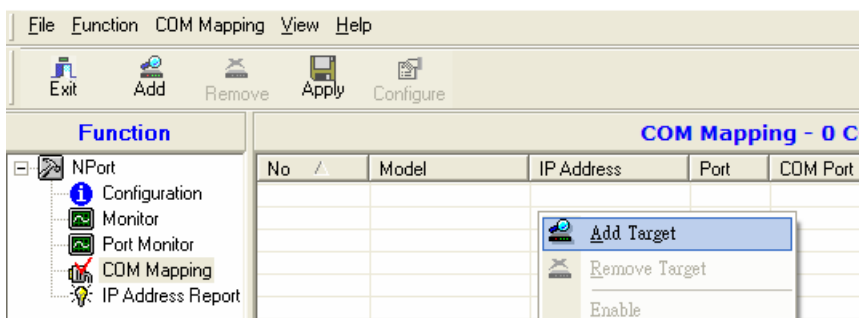 File Function COM Mapping View Help
Exit Add Remove Apply Configure
Function
COM Mapping - 0 C
NPort
Configuration
Monitor
Port Monitor
COM Mapping
IP Address Report
No Model IP Address Port COM Port
Add Target
Remove Target
Enable